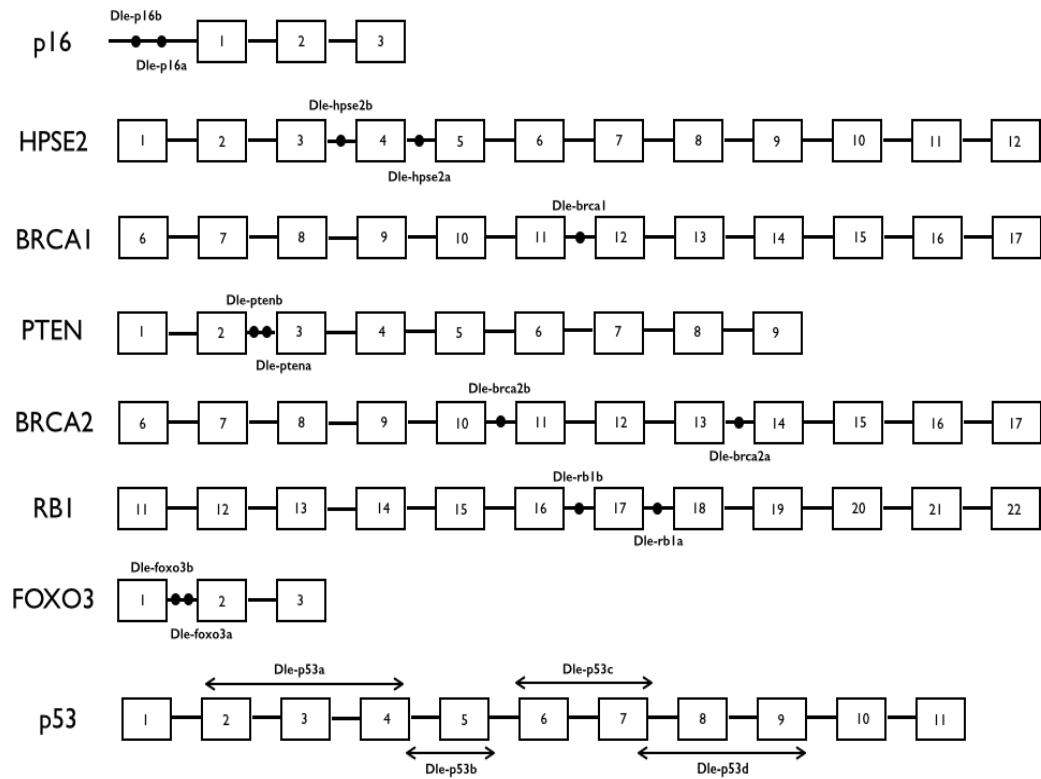 Dle-p16b
p16 1 2 3
Dle-p16a
Dle-hpse2b
HPSE2 1 2 3 4 5 6 7 8 9 10 11 12
Dle-hpse2a
Dle-brca1
BRCA1 6 7 8 9 10 11 12 13 14 15 16 17
Dle-ptenb
PTEN 1 2 3 4 5 6 7 8 9
Dle-ptena
Dle-brca2b
BRCA2 6 7 8 9 10 11 12 13 14 15 16 17
Dle-brca2a
Dle-rb1b
RB1 11 12 13 14 15 16 17 18 19 20 21 22
Dle-rb1a
Dle-foxo3b
FOXO3 1 2 3
Dle-foxo3a
Dle-p53a Dle-p53c
p53 1 2 3 4 5 6 7 8 9 10 11
Dle-p53b Dle-p53d